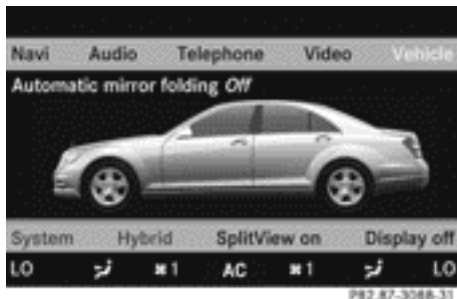 Navi Audio Telephone Video Vehicle
Automatic mirror folding Off
System Hybrid SplitView on Display off
LO 1 AC 1 LO
P82.87-3088-31